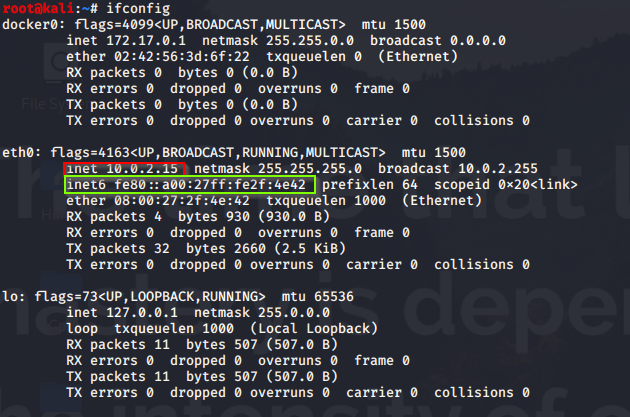 root@kali:~# ifconfig
docker0: flags=4099<UP,BROADCAST,MULTICAST>  mtu 1500
        inet 172.17.0.1  netmask 255.255.0.0  broadcast 0.0.0.0
        ether 02:42:56:3d:6f:22  txqueuelen 0  (Ethernet)
        RX packets 0  bytes 0 (0.0 B)
        RX errors 0  dropped 0  overruns 0  frame 0
        TX packets 0  bytes 0 (0.0 B)
        TX errors 0  dropped 0 overruns 0  carrier 0  collisions 0
eth0: flags=4163<UP,BROADCAST,RUNNING,MULTICAST>  mtu 1500
        inet 10.0.2.15  netmask 255.255.255.0  broadcast 10.0.2.255
        inet6 fe80::a00:27ff:fe2f:4e42  prefixlen 64  scopeid 0×20<link>
        ether 08:00:27:2f:4e:42  txqueuelen 1000  (Ethernet)
        RX packets 4  bytes 930 (930.0 B)
        RX errors 0  dropped 0  overruns 0  frame 0
        TX packets 32  bytes 2660 (2.5 KiB)
        TX errors 0  dropped 0 overruns 0  carrier 0  collisions 0
lo: flags=73<UP,LOOPBACK,RUNNING>  mtu 65536
        inet 127.0.0.1  netmask 255.0.0.0
        loop  txqueuelen 1000  (Local Loopback)
        RX packets 11  bytes 507 (507.0 B)
        RX errors 0  dropped 0  overruns 0  frame 0
        TX packets 11  bytes 507 (507.0 B)
        TX errors 0  dropped 0 overruns 0  carrier 0  collisions 0